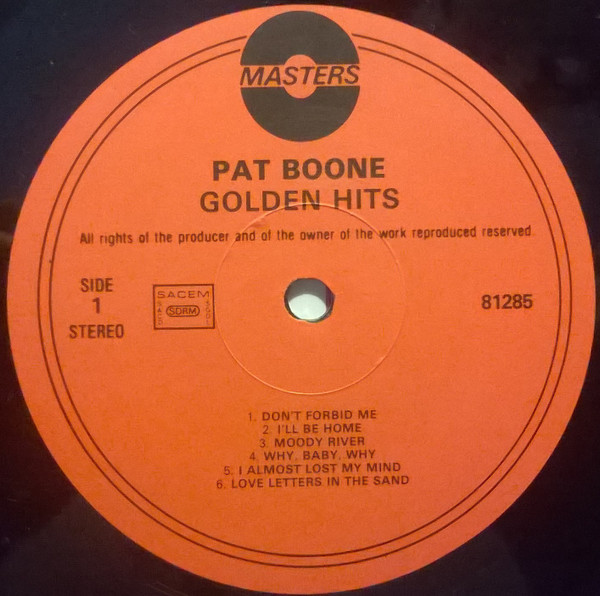 MASTERS
PAT BOONE
GOLDEN HITS
All rights of the producer and of the owner of the work reproduced reserved.
SIDE
1
STEREO
SACEM
SDRM
81285
1. DON'T FORBID ME
2. I'LL BE HOME
3. MOODY RIVER
4. WHY, BABY, WHY
5. I ALMOST LOST MY MIND
6. LOVE LETTERS IN THE SAND